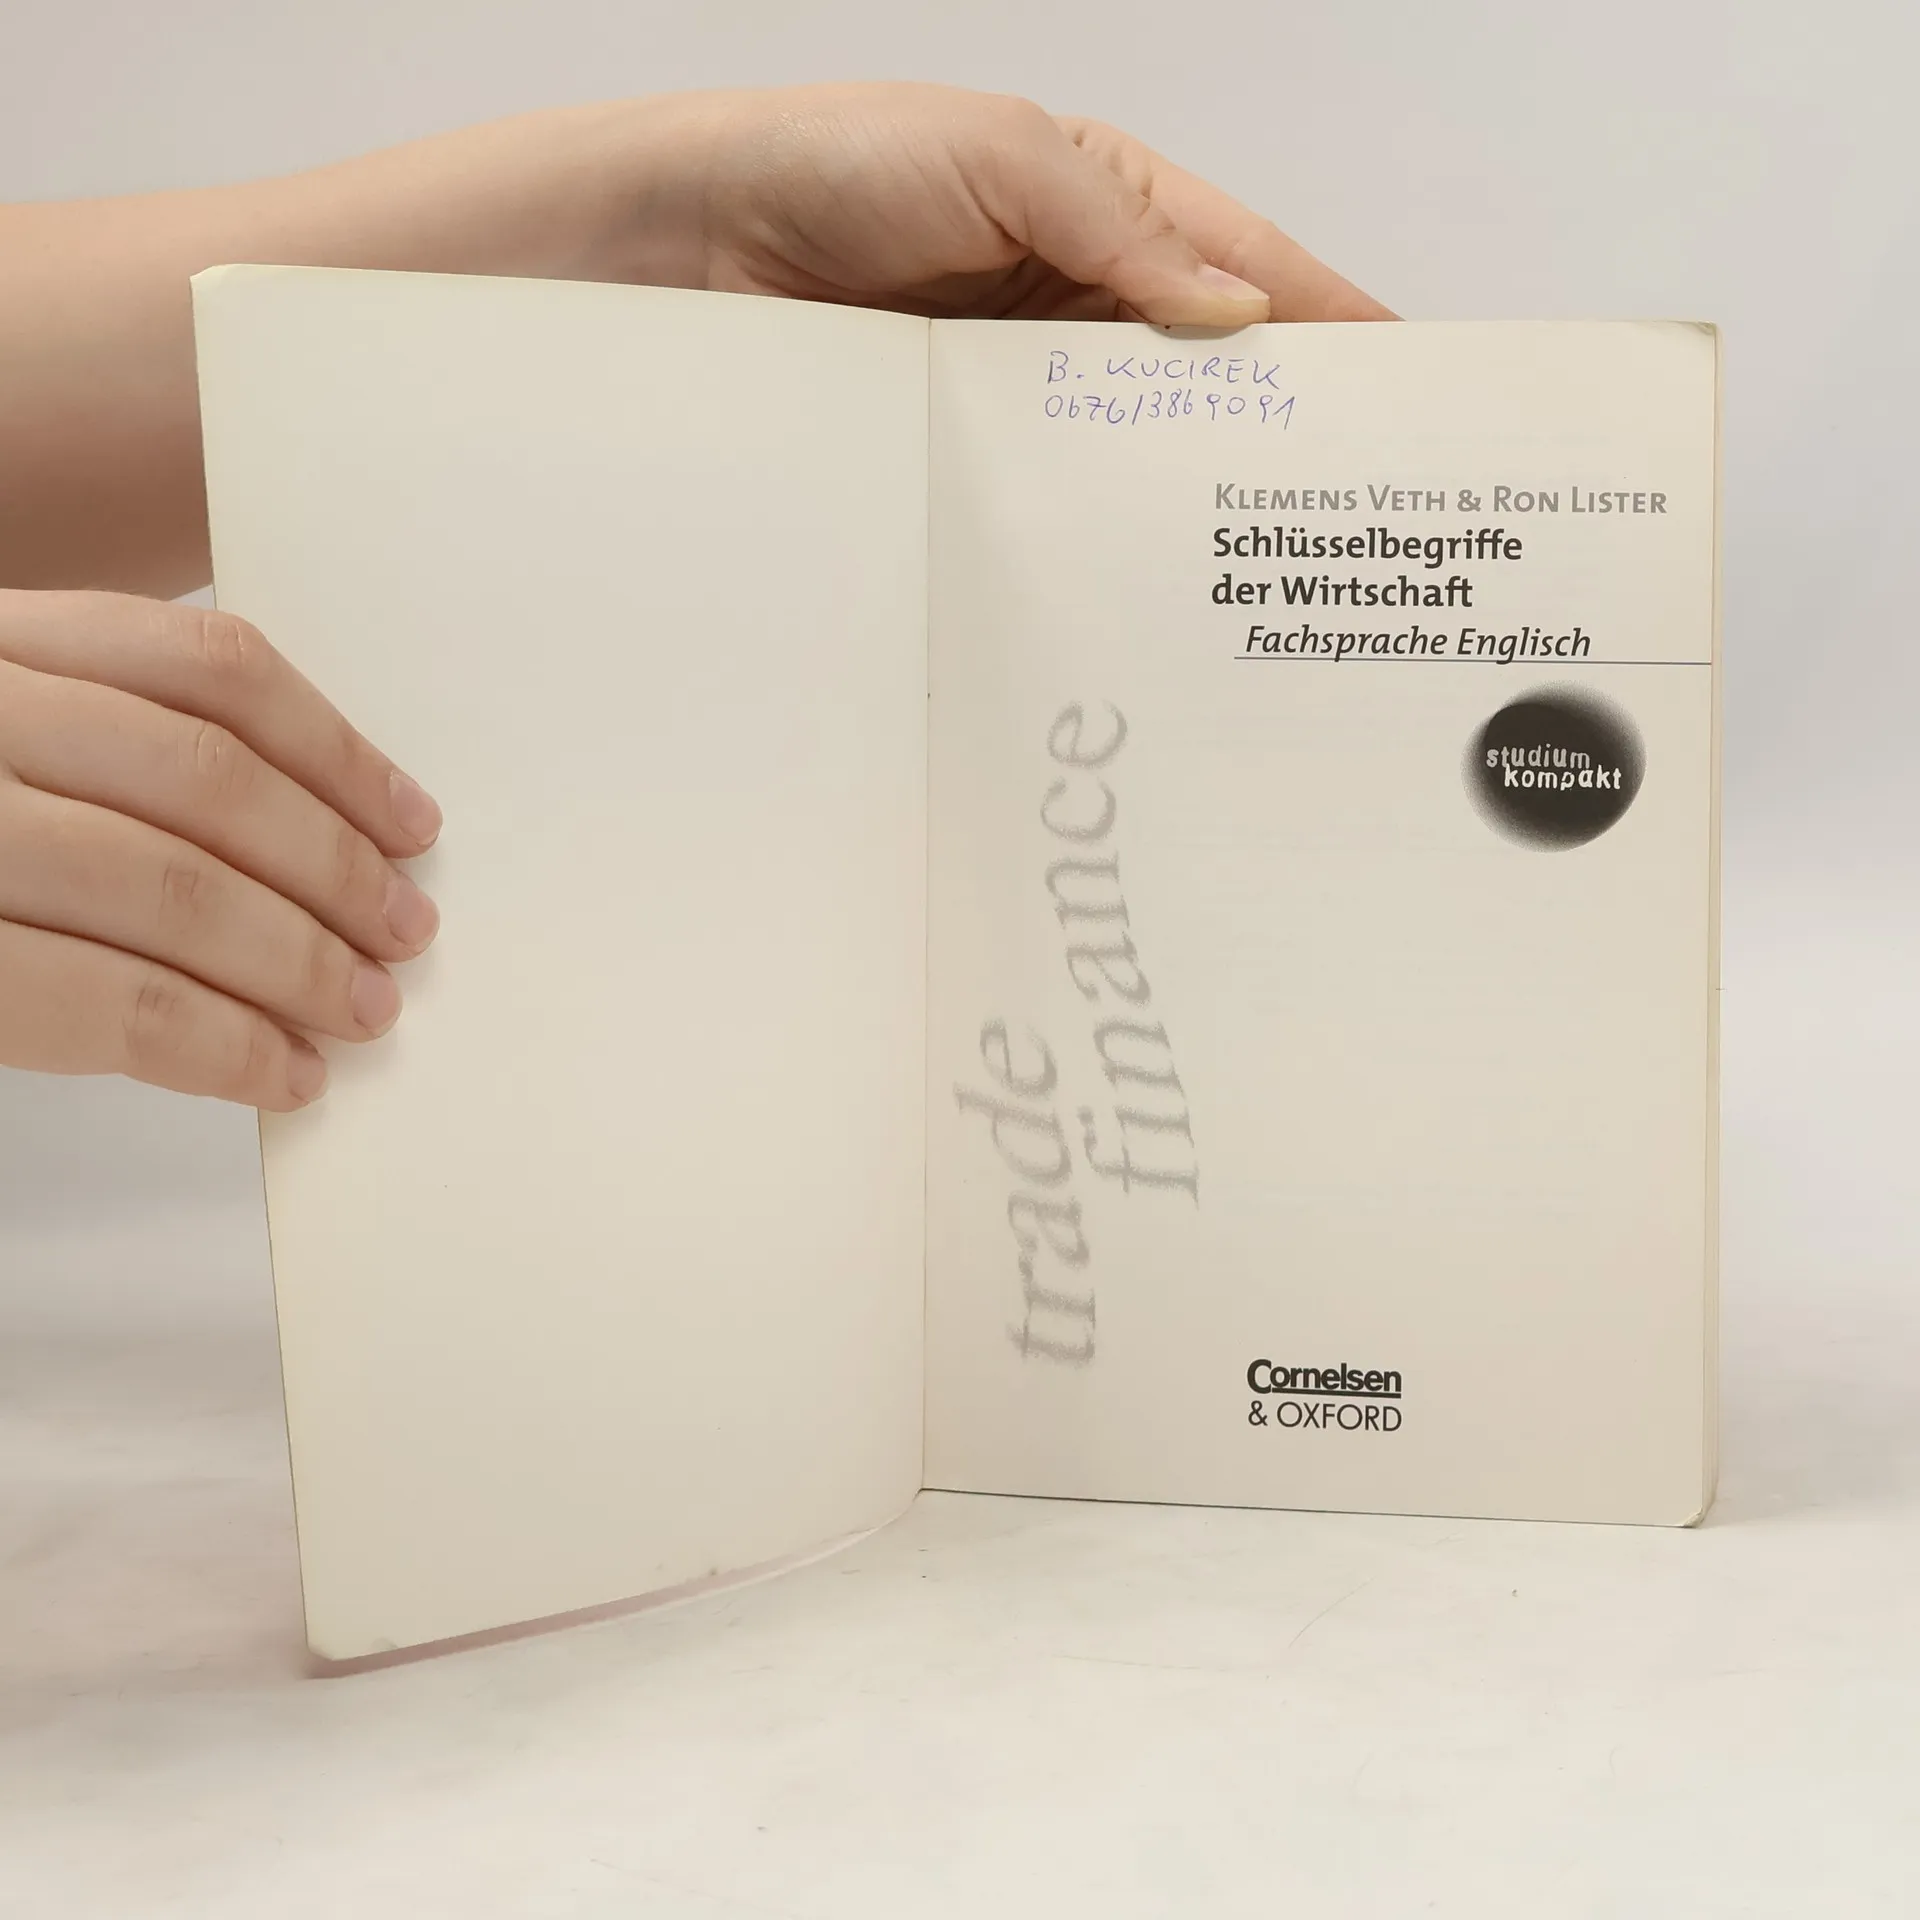 B. KUCIREK
0676/3869091
KLEMENS VETH & RON LISTER
Schlüsselbegriffe
der Wirtschaft
Fachsprache Englisch
studium
kompakt
trade
finance
Cornelsen
& OXFORD